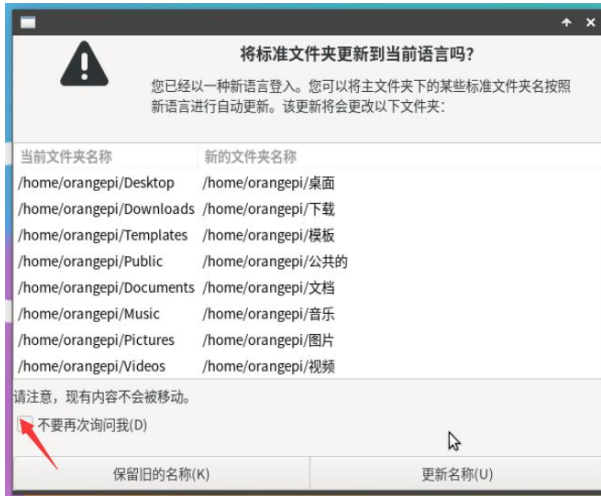 将标准文件夹更新到当前语言吗?
您已经以一种新语言登入。您可以将主文件夹下的某些标准文件夹名按照
新语言进行自动更新。该更新将会更改以下文件夹:
当前文件夹名称 新的文件夹名称
/home/orangepi/Desktop /home/orangepi/桌面
/home/orangepi/Downloads /home/orangepi/下载
/home/orangepi/Templates /home/orangepi/模板
/home/orangepi/Public /home/orangepi/公共的
/home/orangepi/Documents /home/orangepi/文档
/home/orangepi/Music /home/orangepi/音乐
/home/orangepi/Pictures /home/orangepi/图片
/home/orangepi/Videos /home/orangepi/视频
请注意，现有内容不会被移动。
不要再次询问我(D)
保留旧的名称(K) 更新名称(U)